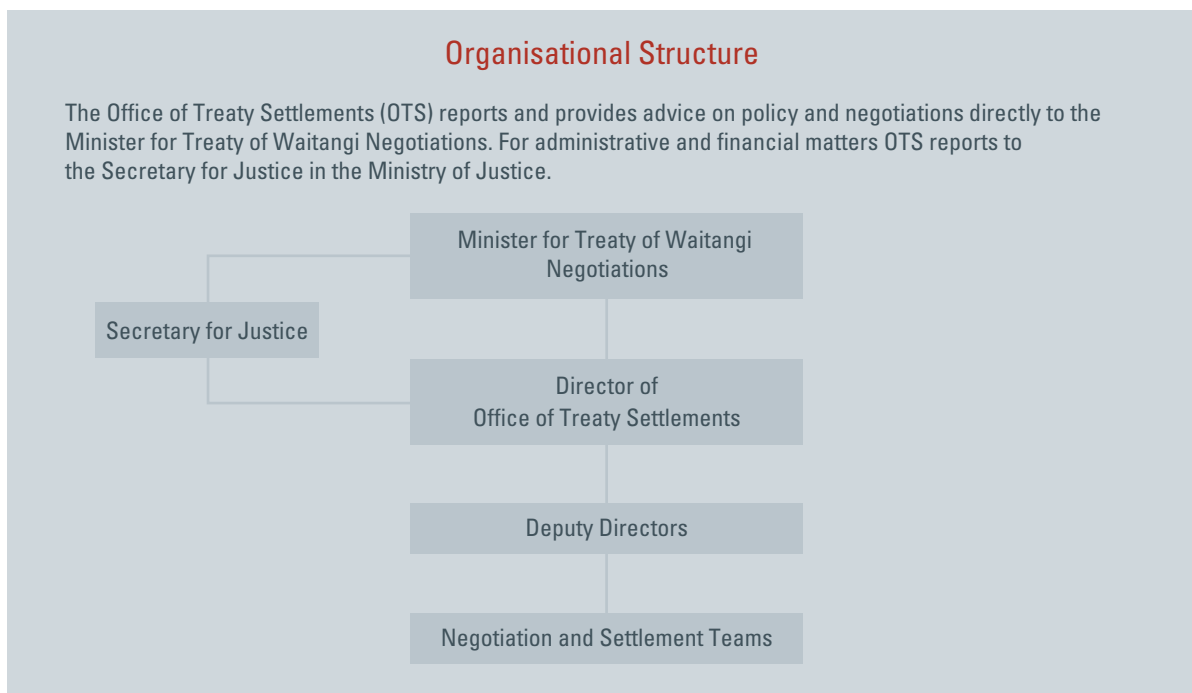 Organisational Structure
The Office of Treaty Settlements (OTS) reports and provides advice on policy and negotiations directly to the
Minister for Treaty of Waitangi Negotiations. For administrative and financial matters OTS reports to
the Secretary for Justice in the Ministry of Justice.
Minister for Treaty of Waitangi
Negotiations
Secretary for Justice
Director of
Office of Treaty Settlements
Deputy Directors
Negotiation and Settlement Teams